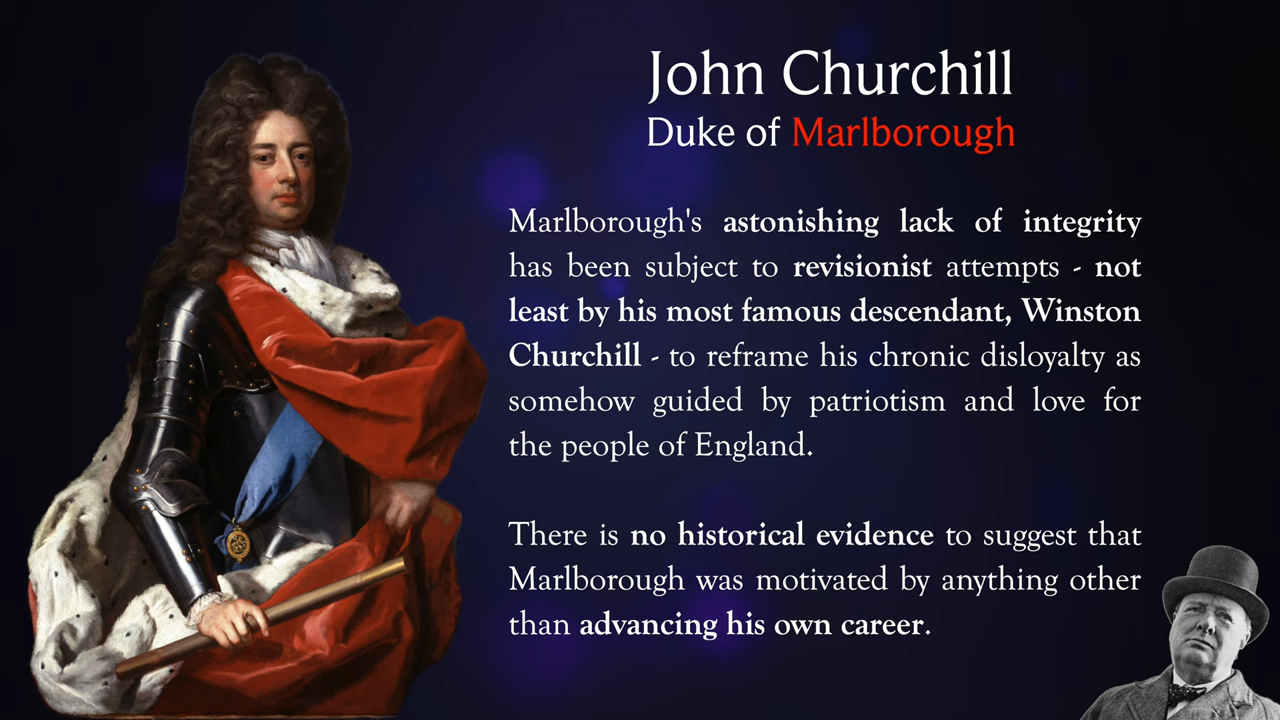 John Churchill
Duke of Marlborough
Marlborough's astonishing lack of integrity
has been subject to revisionist attempts - not
least by his most famous descendant, Winston
Churchill - to reframe his chronic disloyalty as
somehow guided by patriotism and love for
the people of England.
There is no historical evidence to suggest that
Marlborough was motivated by anything other
than advancing his own career.